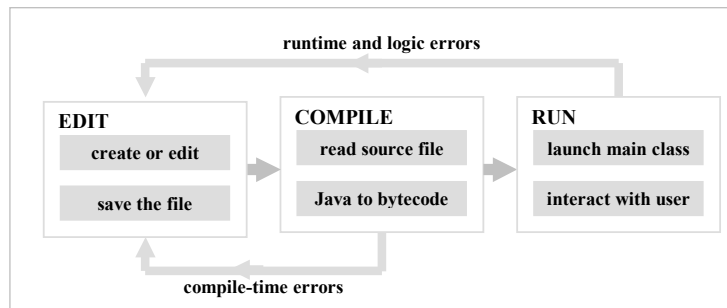 runtime and logic errors
EDIT
create or edit
save the file
COMPILE
read source file
Java to bytecode
RUN
launch main class
interact with user
compile-time errors